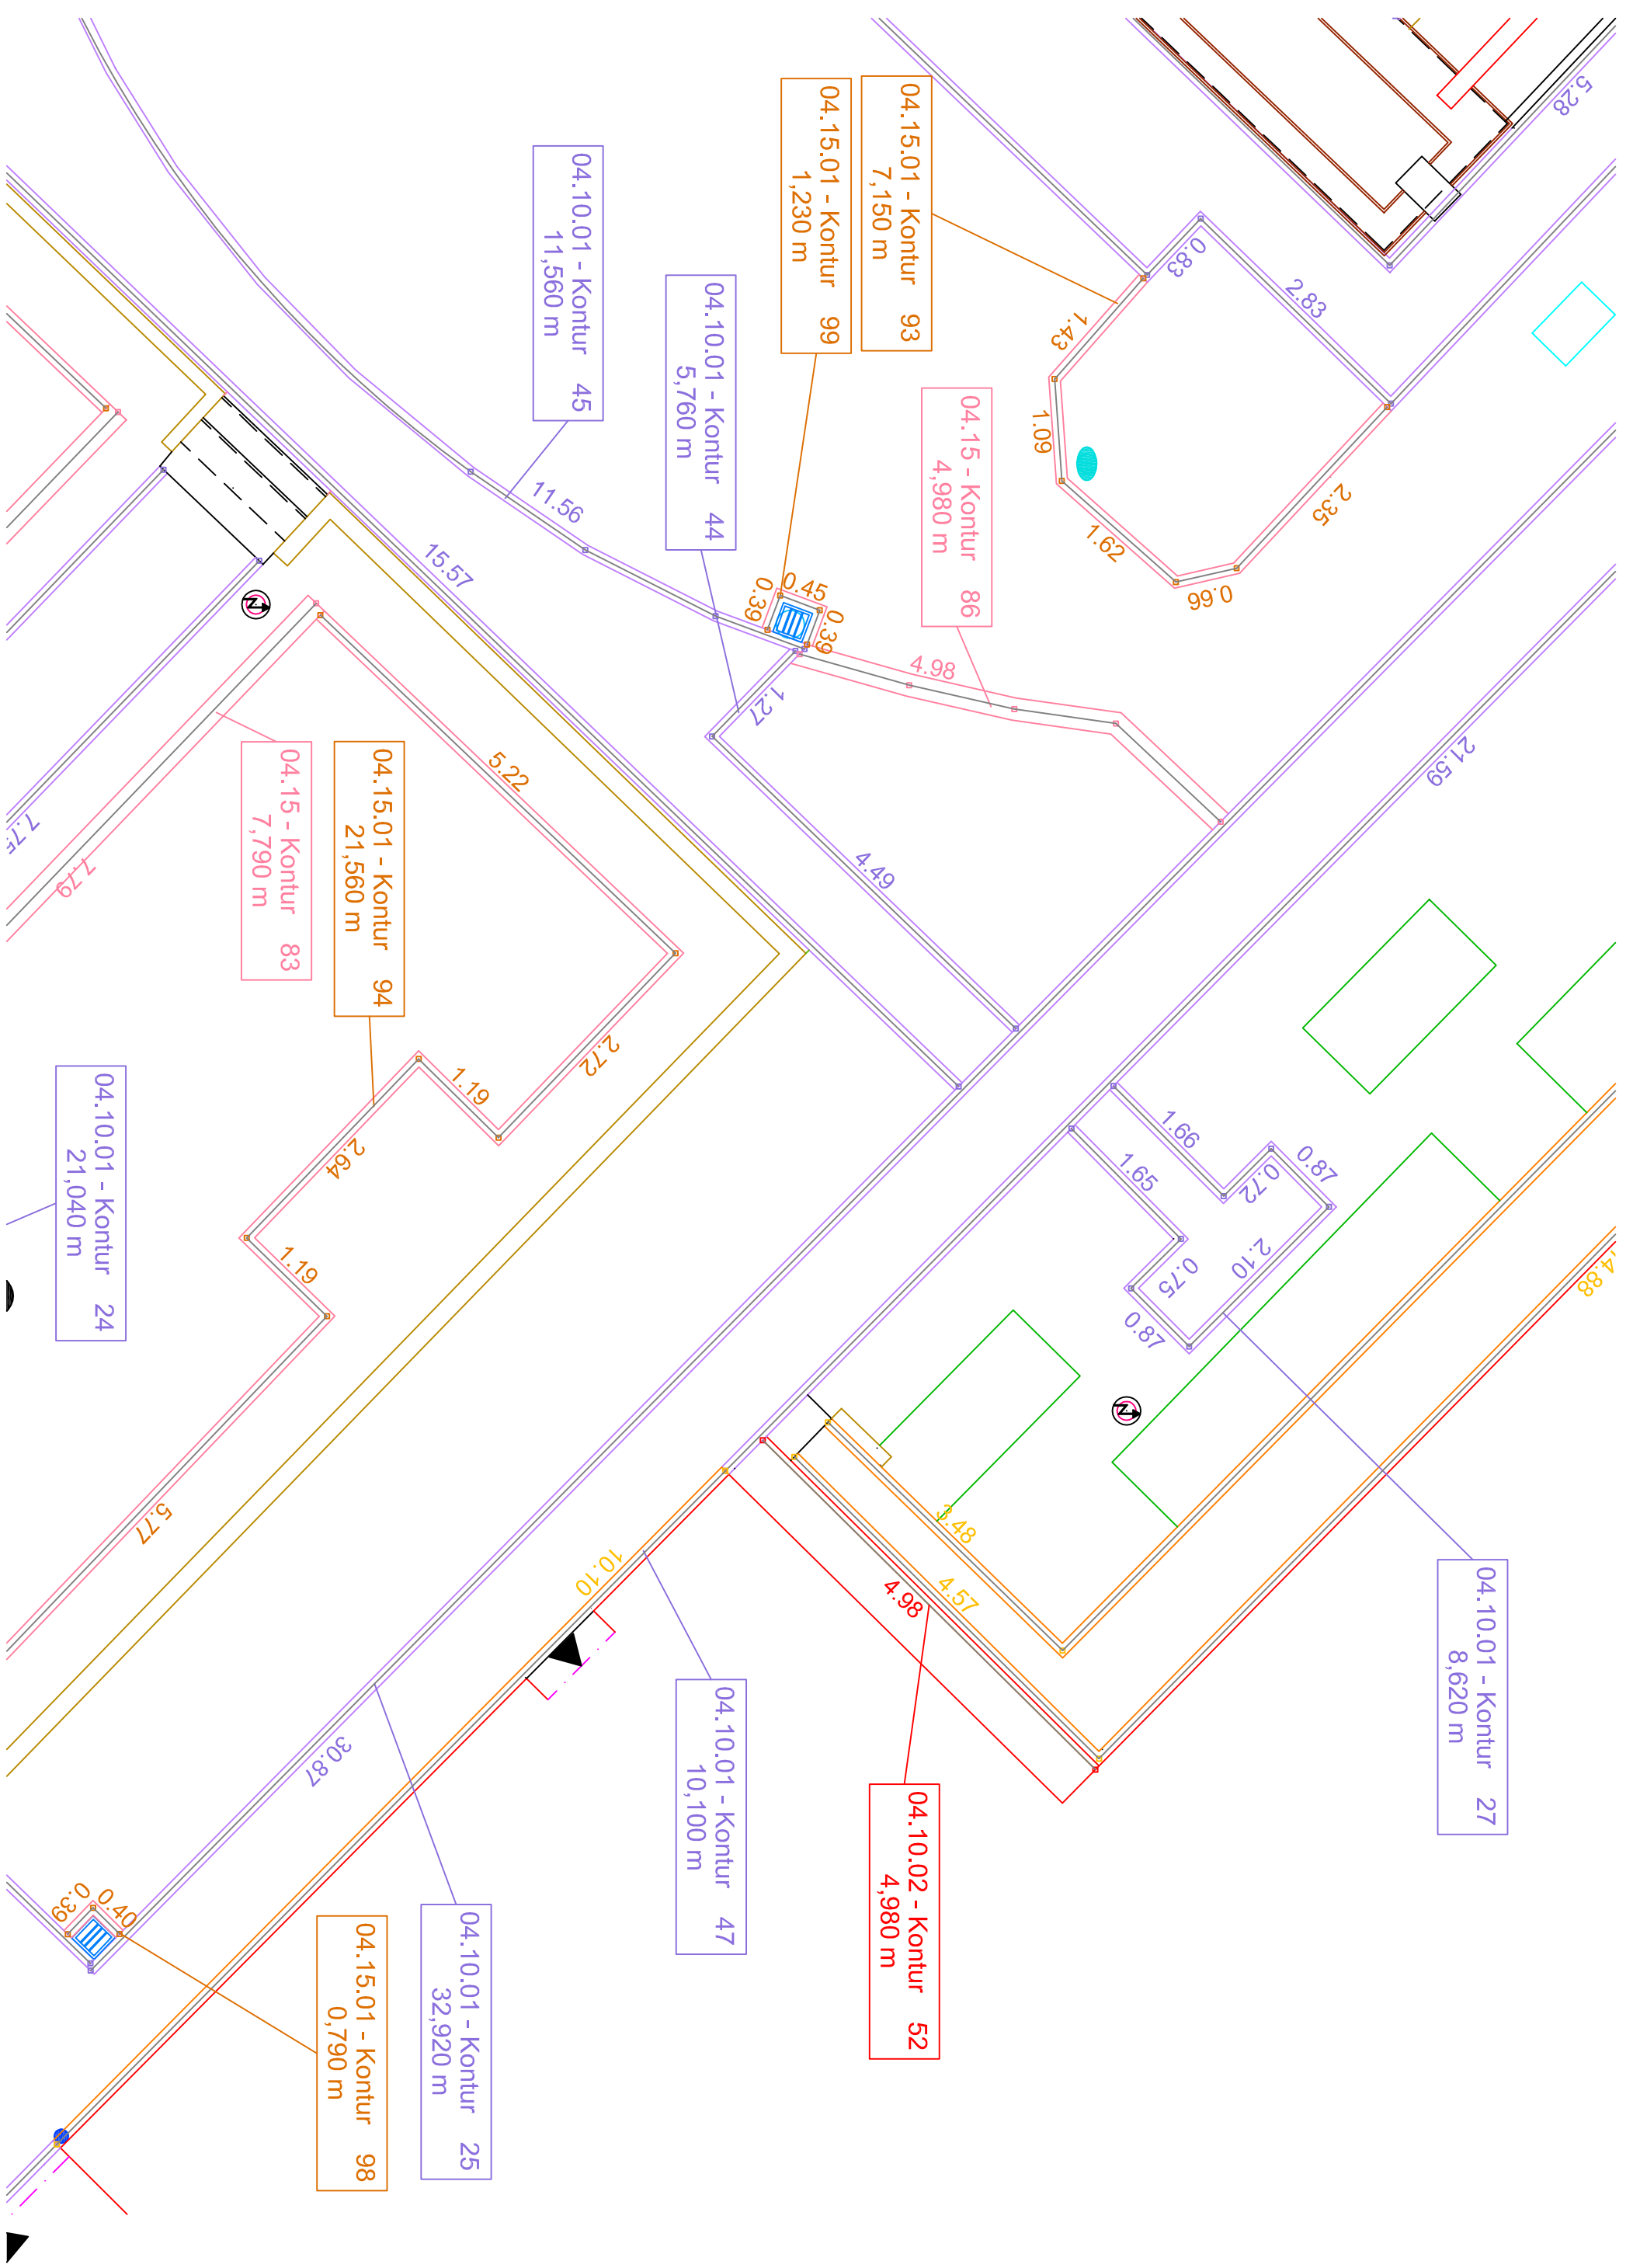 5.28
04.15.01 - Kontur 93
7,150 m
04.15.01 - Kontur 99
1,230 m
04.10.01 - Kontur 45
11,560 m
04.10.01 - Kontur 44
5,760 m
04.15 - Kontur 86
4,980 m
0.83
2.83
1.43
1.09
1.62
0.66
2.35
11.56
15.57
0.45
0.39
0.39
4.98
1.27
4.49
21.59
5.22
04.15 - Kontur 83
7,790 m
04.15.01 - Kontur 94
21,560 m
7.79
2.72
1.19
2.64
1.19
5.77
04.10.01 - Kontur 24
21,040 m
1.66
1.65
0.87
0.72
2.10
0.75
0.87
4.88
3.48
4.57
4.98
10.10
30.87
04.10.01 - Kontur 27
8,620 m
04.10.01 - Kontur 47
10,100 m
04.10.02 - Kontur 52
4,980 m
04.10.01 - Kontur 25
32,920 m
04.15.01 - Kontur 98
0,790 m
0.39
0.40
Z
Z